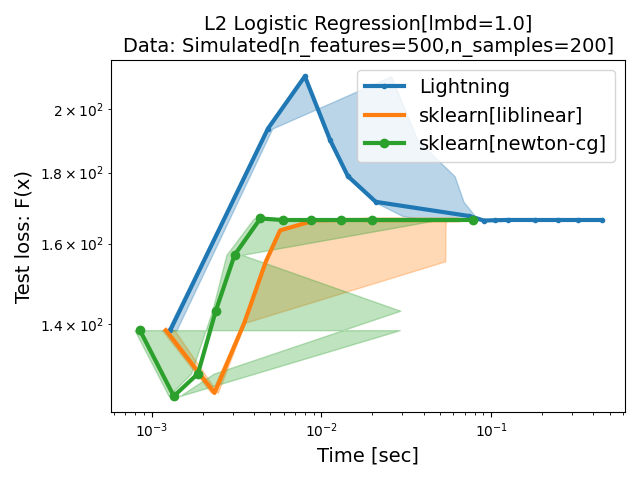 L2 Logistic Regression[lmbd=1.0]
Data: Simulated[n_features=500,n_samples=200]
Lightning
sklearn[liblinear]
sklearn[newton-cg]
Test loss: F(x)
2 × 10²
1.8 × 10²
1.6 × 10²
1.4 × 10²
10⁻³
10⁻²
10⁻¹
Time [sec]